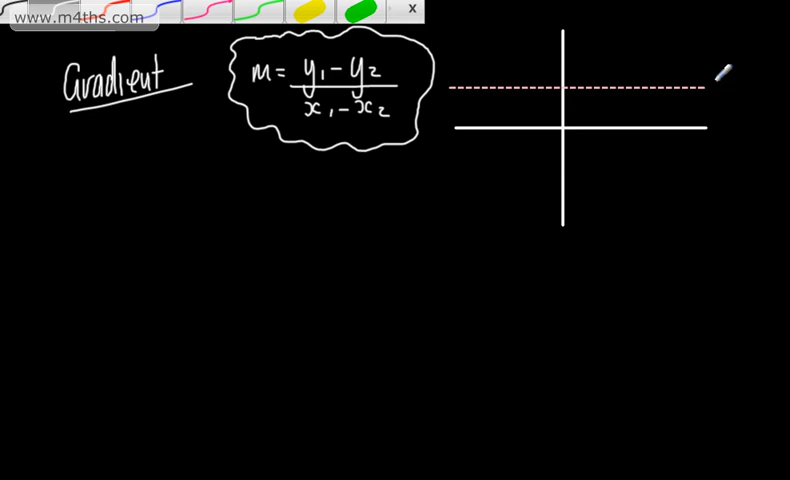 www.m4ths.com
x
Gradient
m = y₁ - y₂
x₁ - x₂